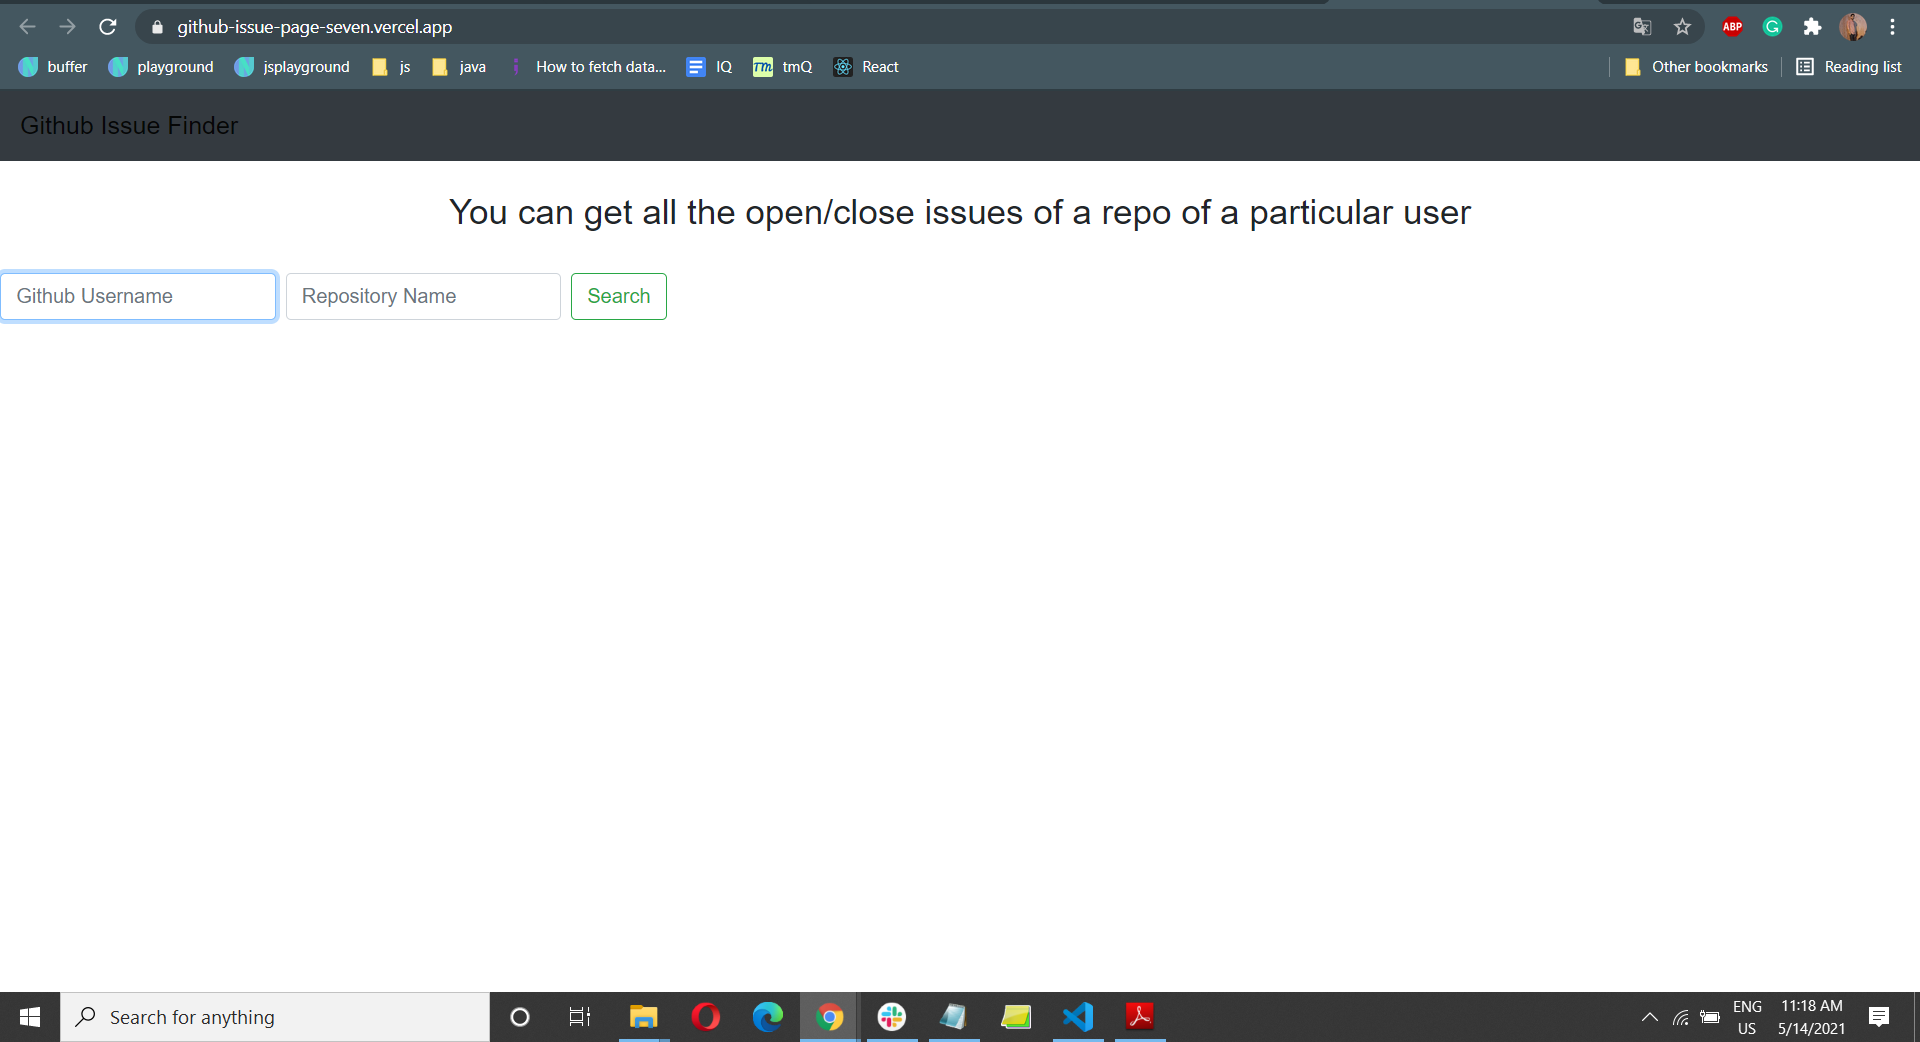 github-issue-page-seven.vercel.app
ABP
G
buffer playground jsplayground js java How to fetch data... IQ Tm tmQ React Other bookmarks Reading list
Github Issue Finder
You can get all the open/close issues of a repo of a particular user
Github Username Repository Name Search
Search for anything
ENG 11:18 AM
US 5/14/2021